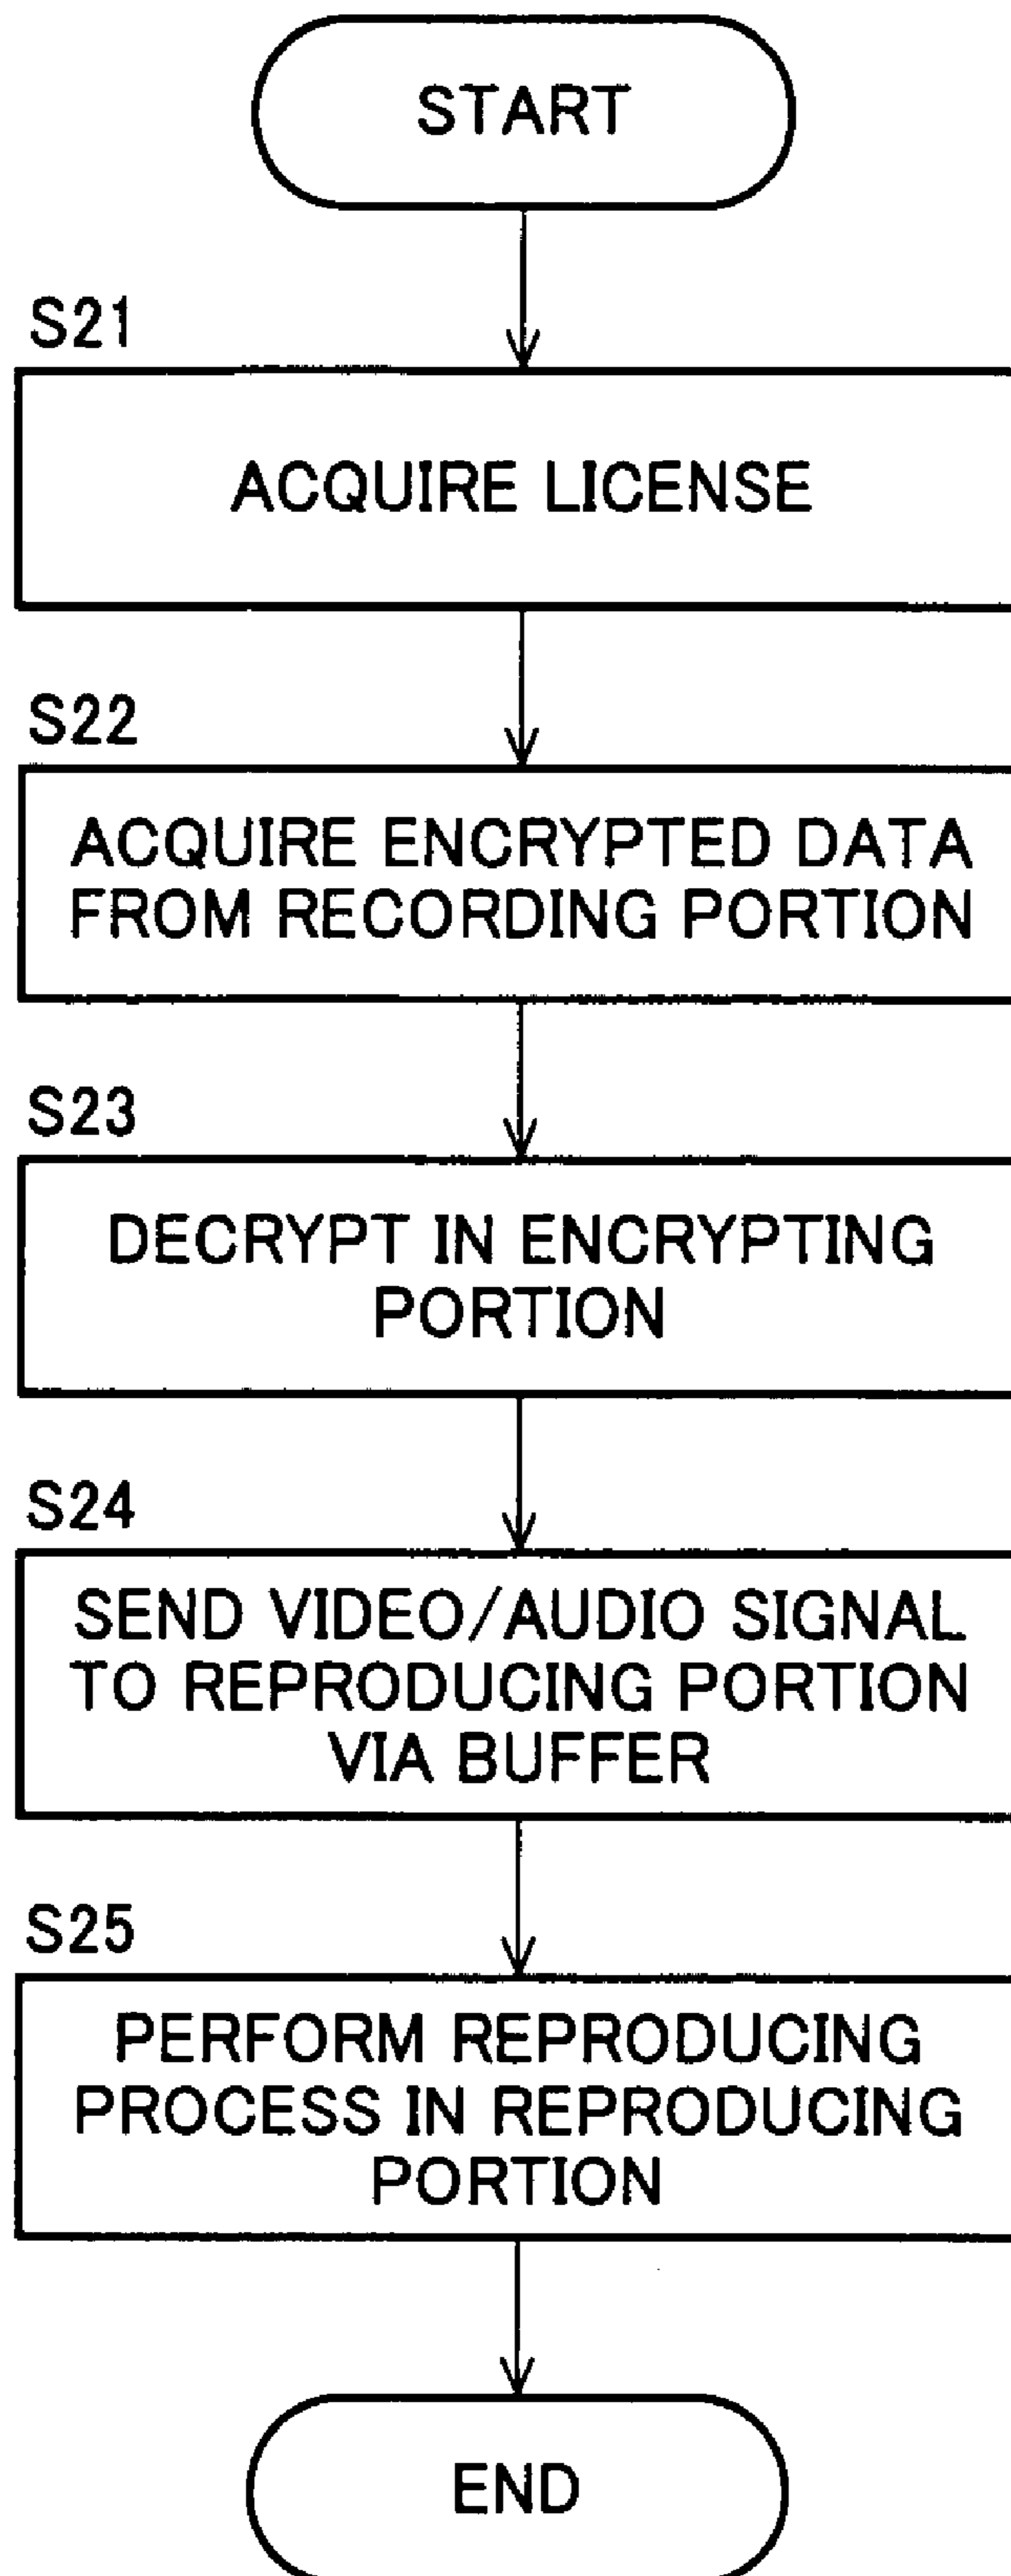 START
S21
ACQUIRE LICENSE
S22
ACQUIRE ENCRYPTED DATA
FROM RECORDING PORTION
S23
DECRYPT IN ENCRYPTING
PORTION
S24
SEND VIDEO/AUDIO SIGNAL
TO REPRODUCING PORTION
VIA BUFFER
S25
PERFORM REPRODUCING
PROCESS IN REPRODUCING
PORTION
END